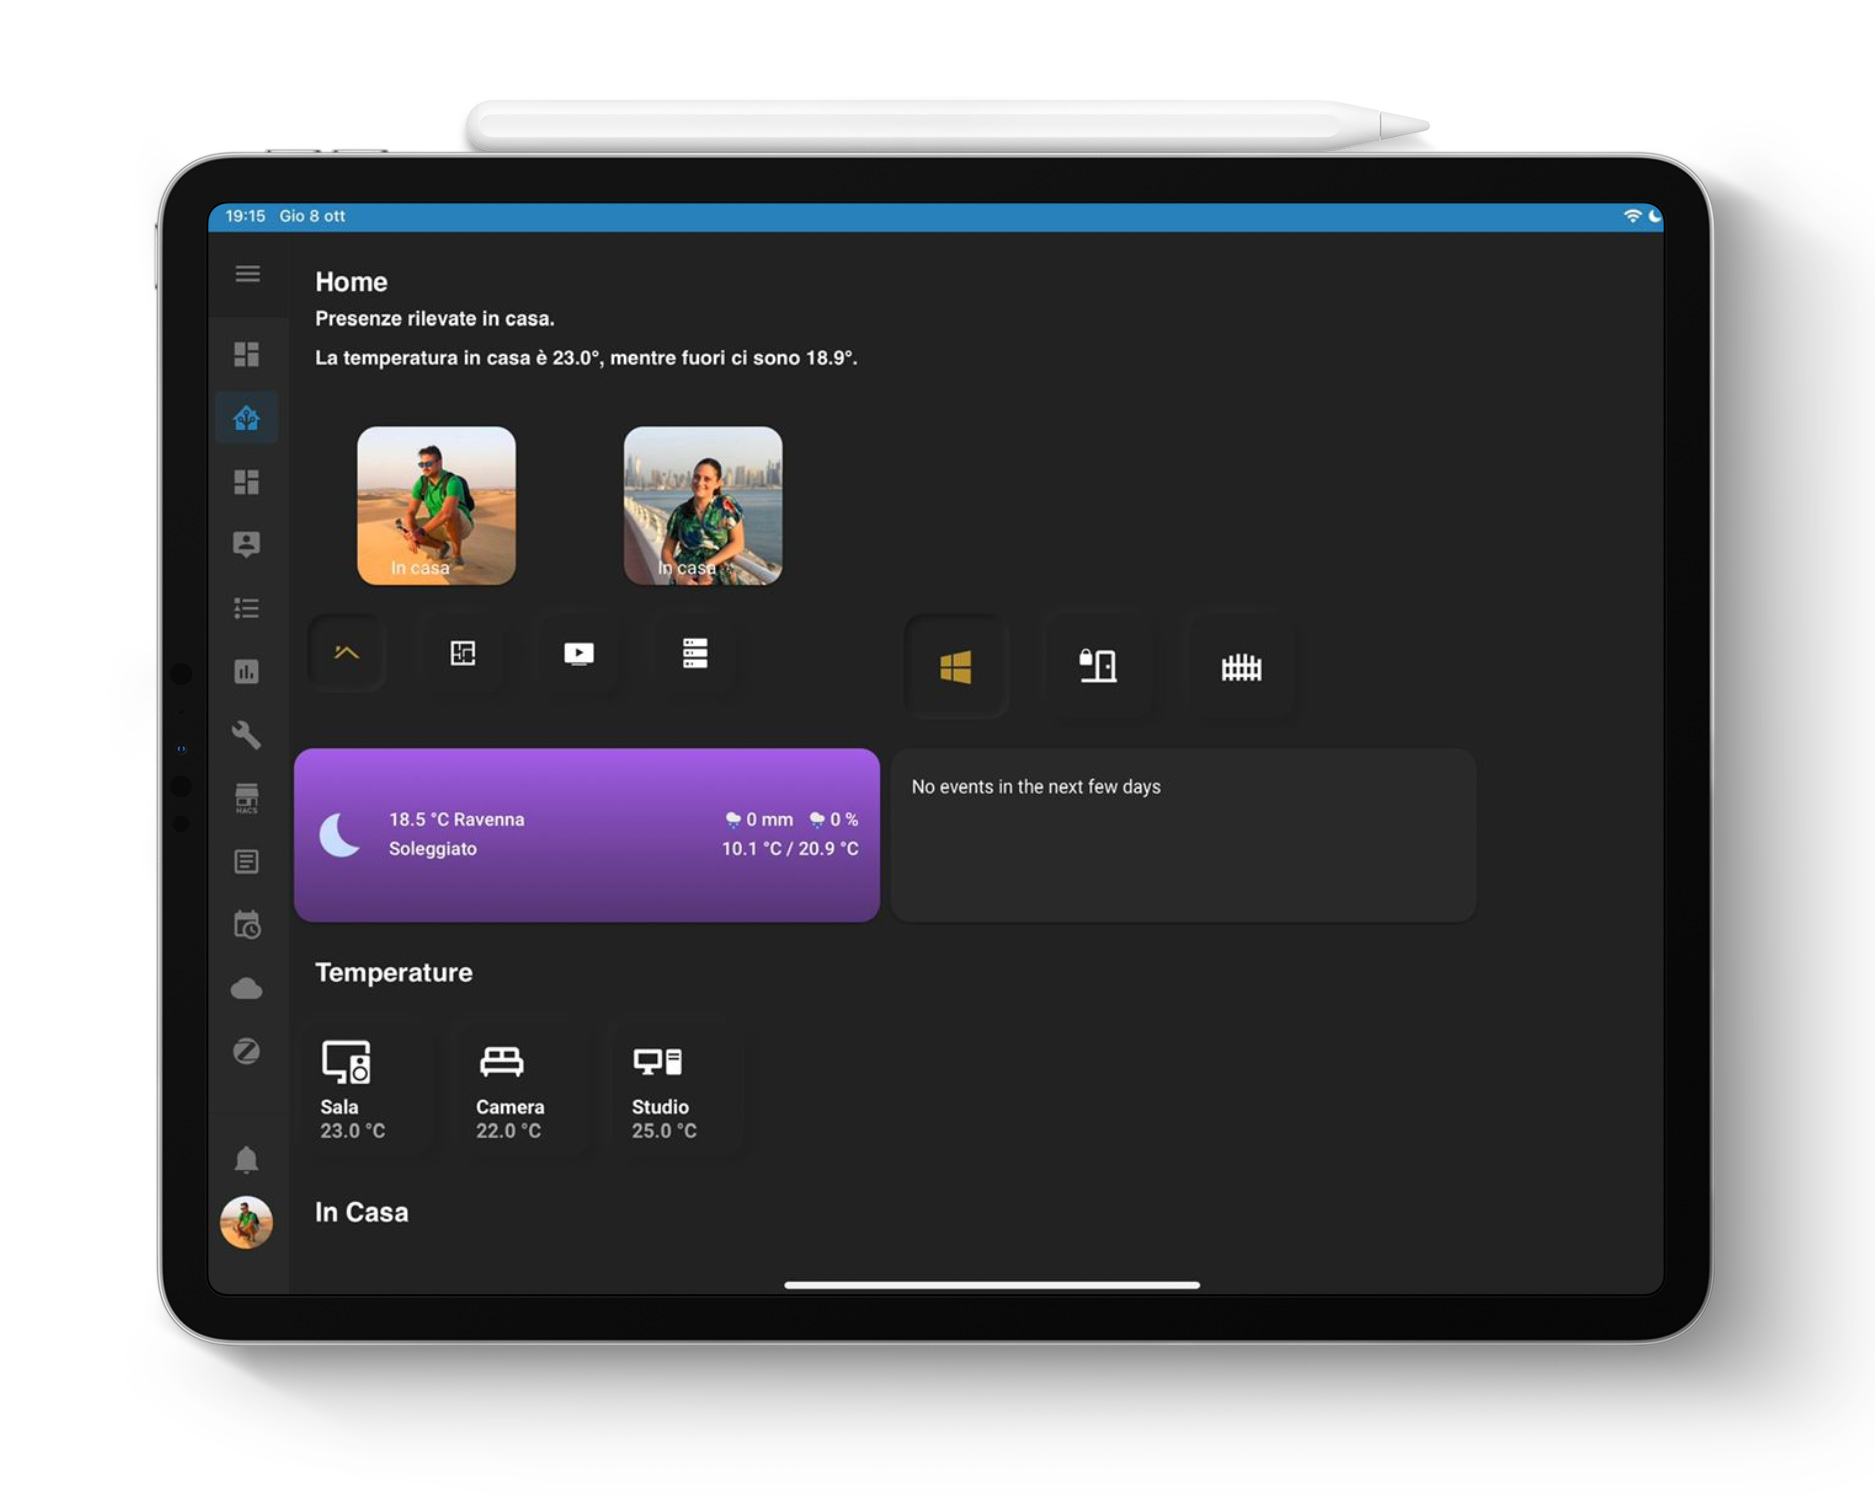 19:15 Gio 8 ott
Home
Presenze rilevate in casa.
La temperatura in casa è 23.0°, mentre fuori ci sono 18.9°.
In casa
In casa
18.5 °C Ravenna
Soleggiato
0 mm 0 %
10.1 °C / 20.9 °C
No events in the next few days
HACS
Temperature
Sala
23.0 °C
Camera
22.0 °C
Studio
25.0 °C
In Casa